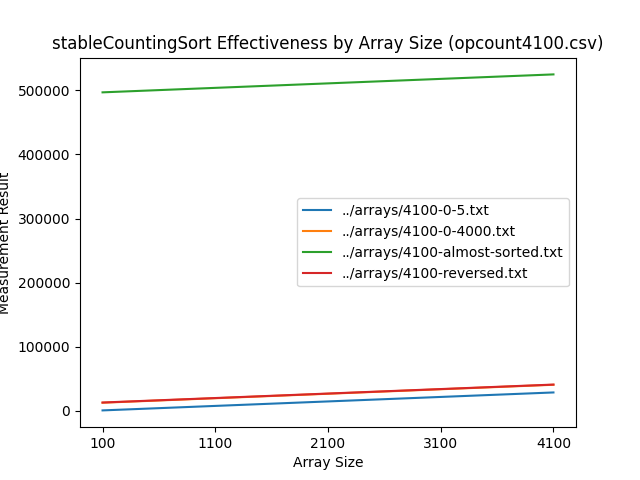 stableCountingSort Effectiveness by Array Size (opcount4100.csv)
500000
400000
300000
200000
100000
0
Measurement Result
../arrays/4100-0-5.txt
../arrays/4100-0-4000.txt
../arrays/4100-almost-sorted.txt
../arrays/4100-reversed.txt
100 1100 2100 3100 4100
Array Size